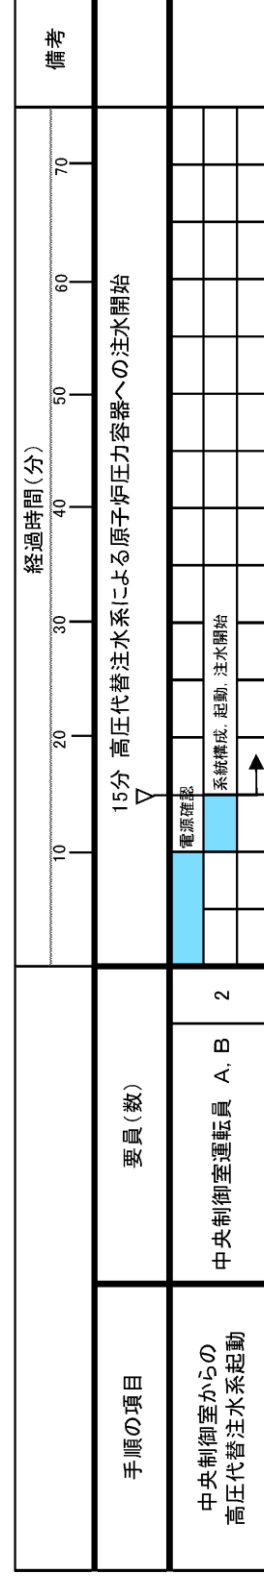 経過時間(分)
備考
10
20
30
40
50
60
70
手順の項目
要員(数)
15分 高圧代替注水系による原子炉圧力容器への注水開始
中央制御室からの
高圧代替注水系起動
中央制御室運転員 A, B
2
電源確認
系統構成, 起動, 注水開始